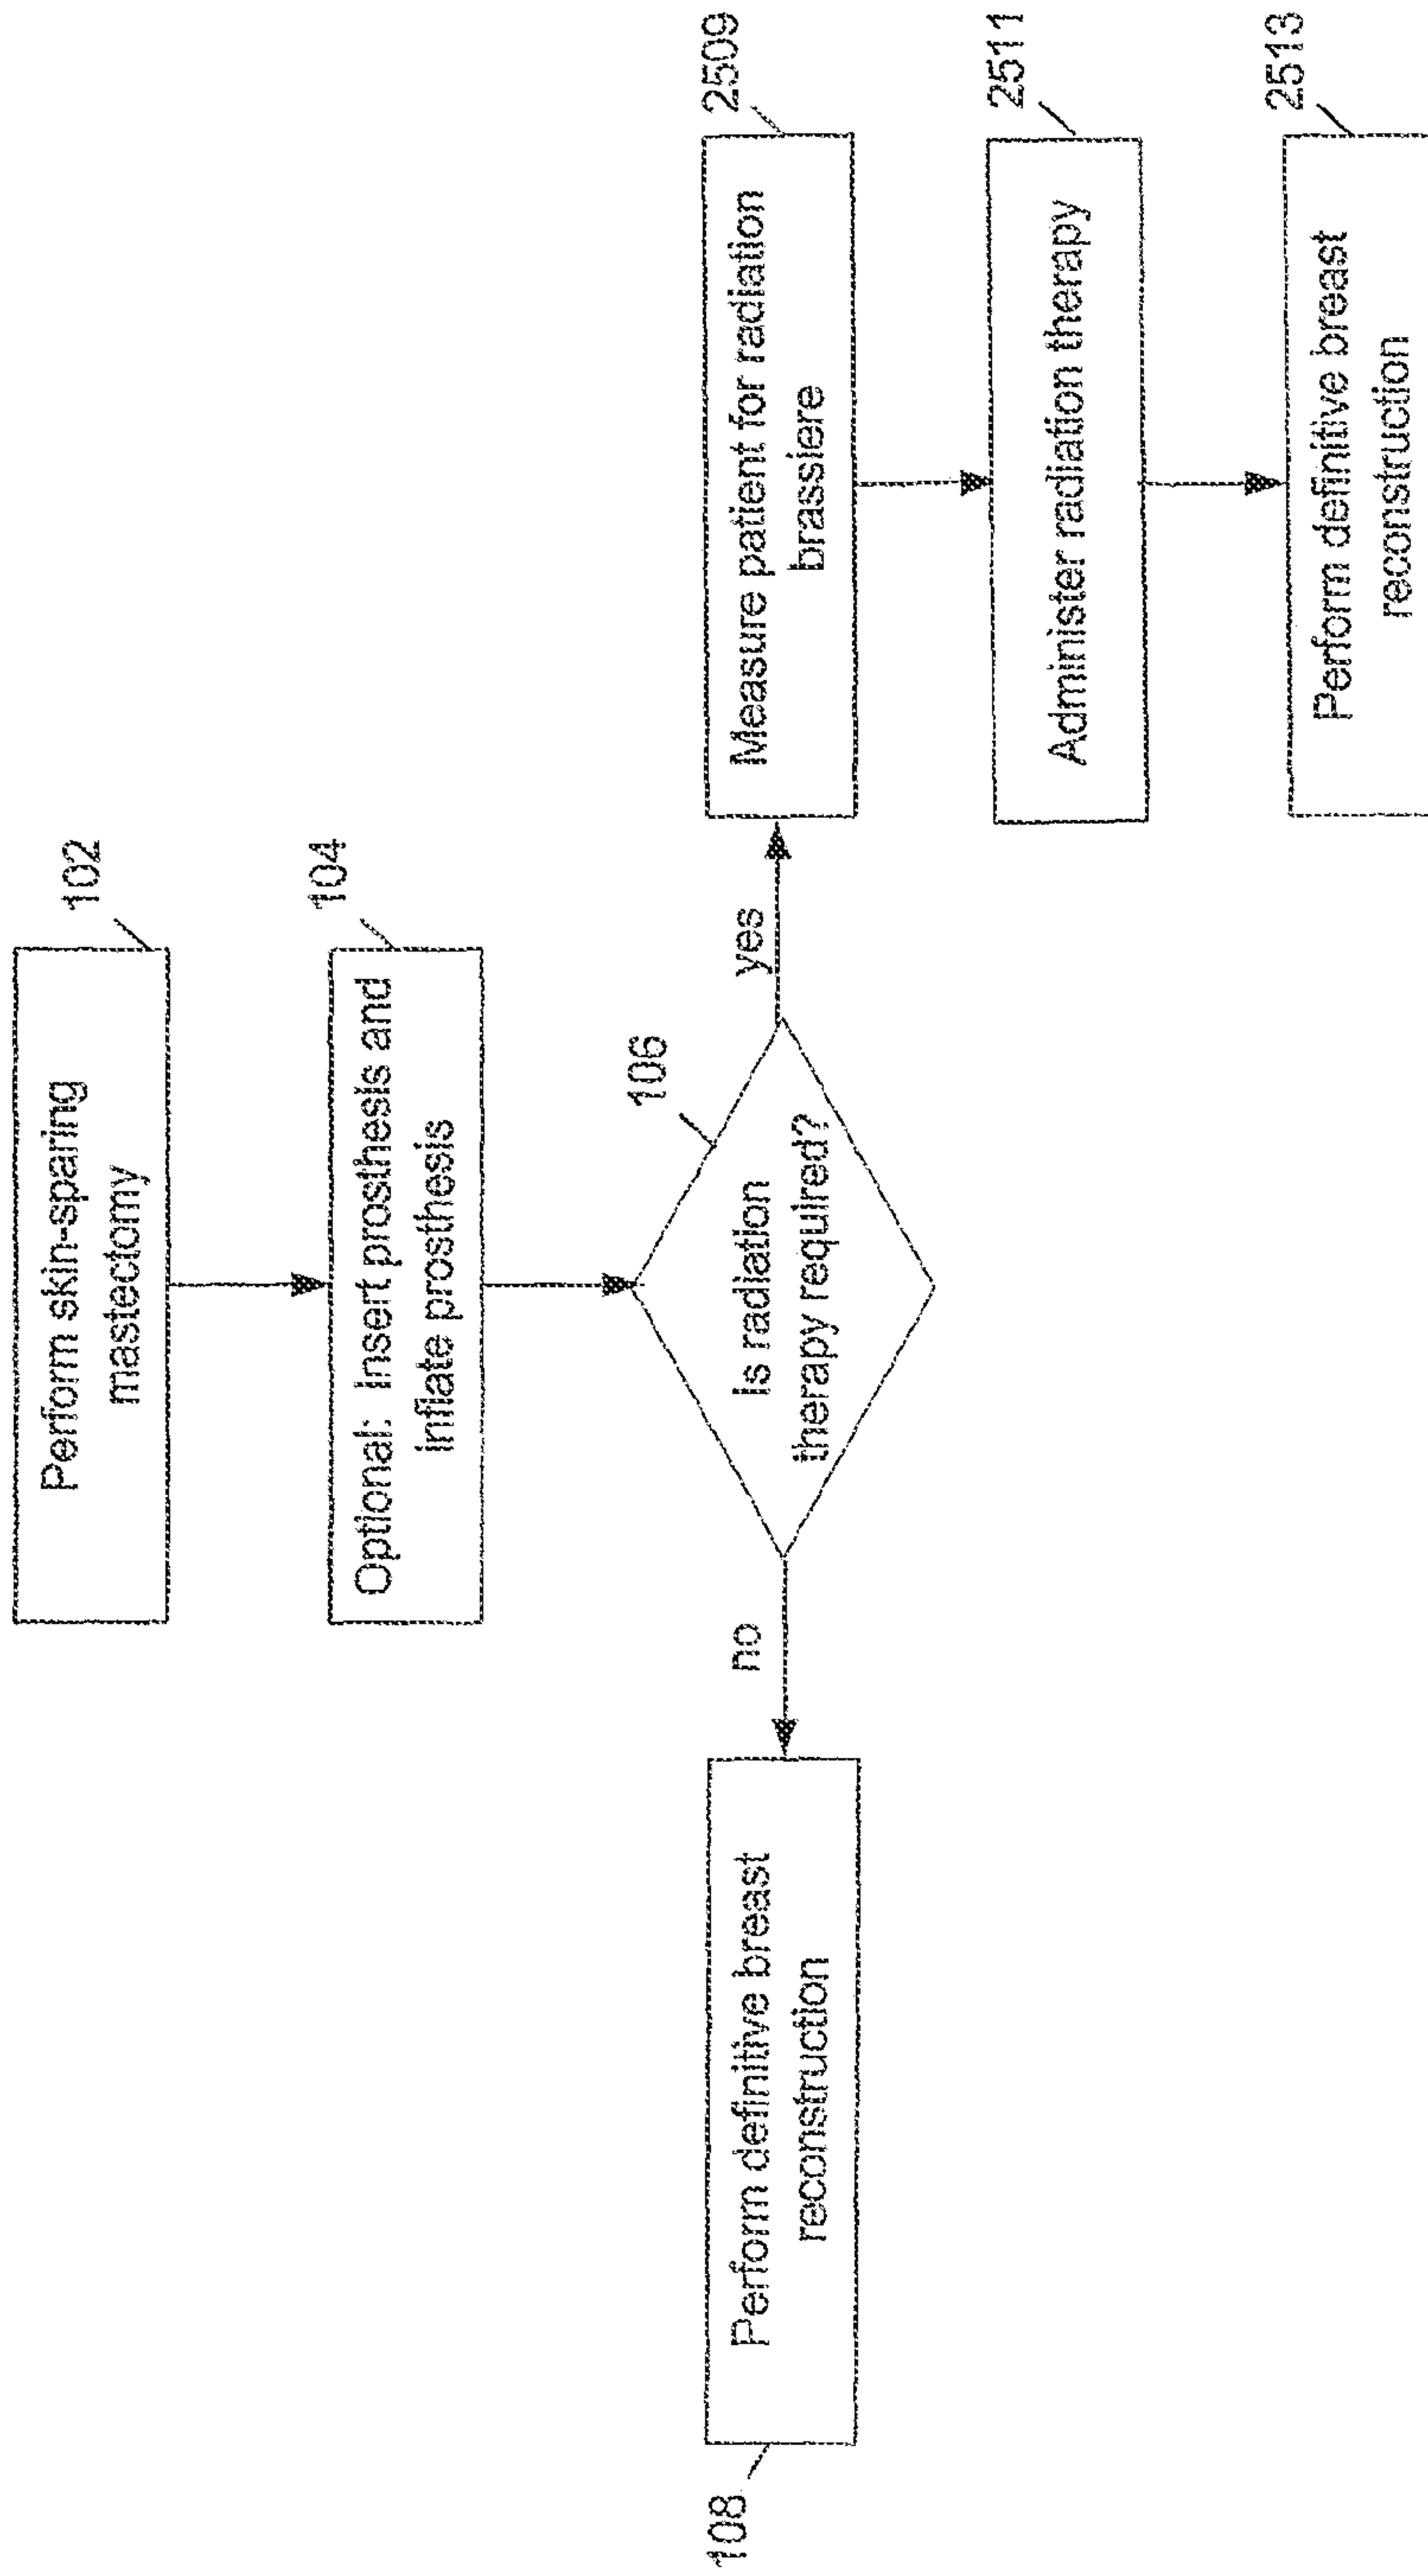 102
Perform skin-sparing
mastectomy
104
Optional: Insert prosthesis and
inflate prosthesis
106
Is radiation
therapy required?
no
yes
108
Perform definitive breast
reconstruction
2509
Measure patient for radiation
brassiere
2511
Administer radiation therapy
2513
Perform definitive breast
reconstruction